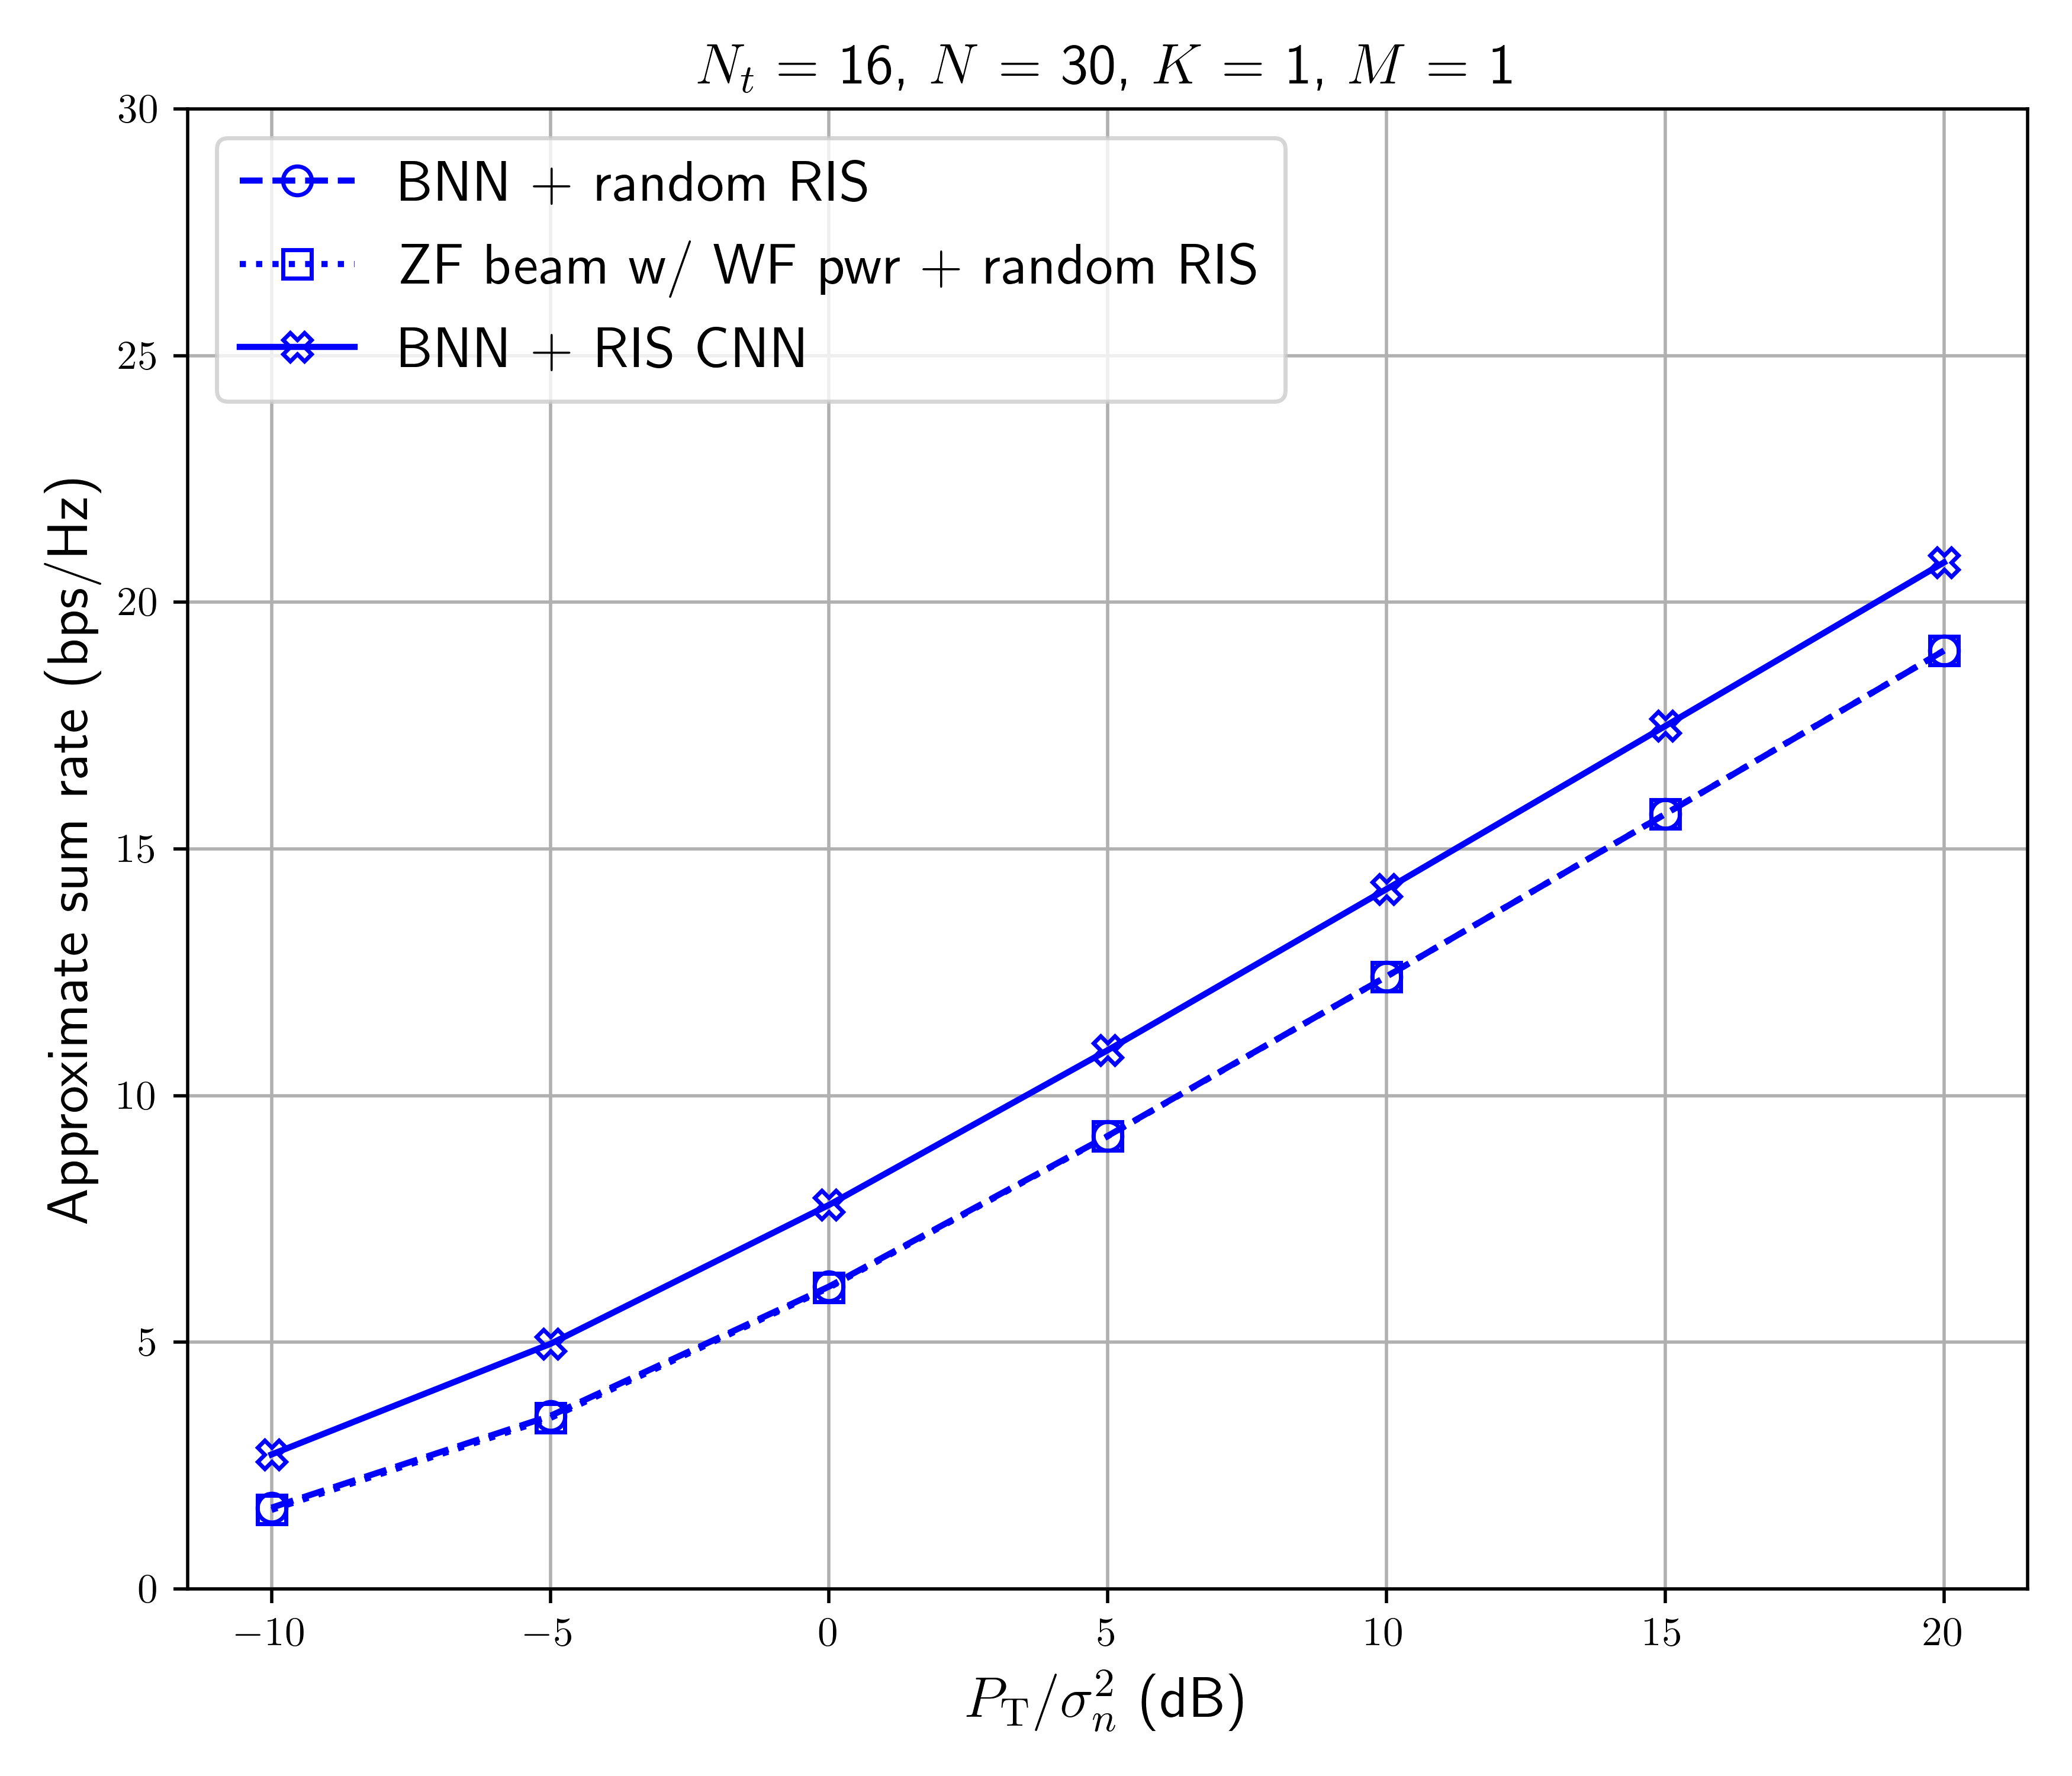 N_t = 16, N = 30, K = 1, M = 1
BNN + random RIS
ZF beam w/ WF pwr + random RIS
BNN + RIS CNN
Approximate sum rate (bps/Hz)
30
25
20
15
10
5
0
−10 −5 0 5 10 15 20
P_T/σ_n^2 (dB)